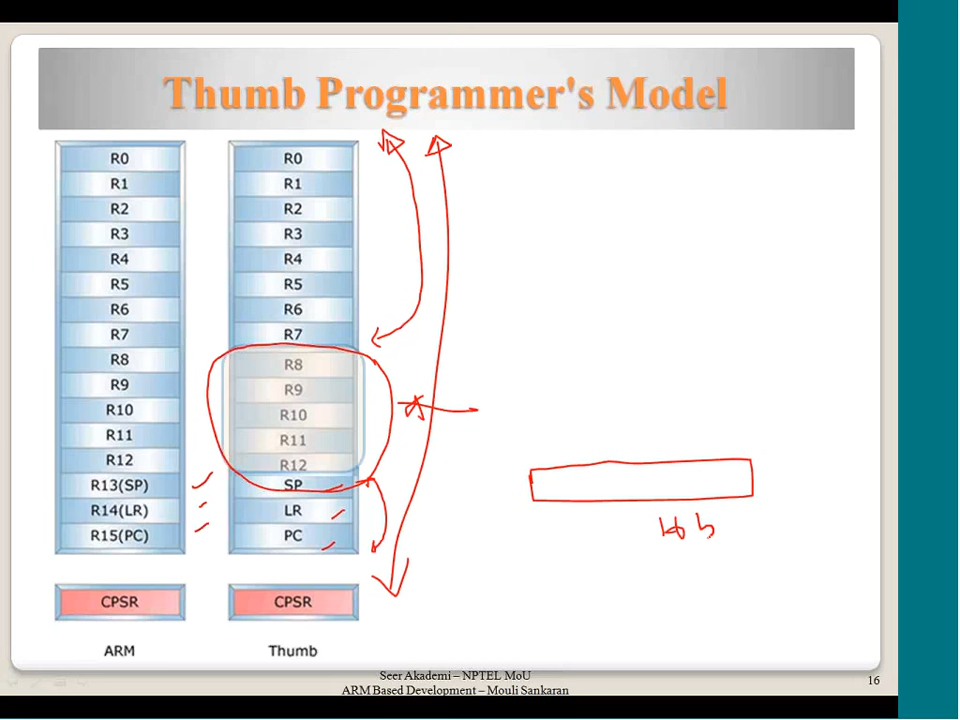 Thumb Programmer's Model
R0
R1
R2
R3
R4
R5
R6
R7
R8
R9
R10
R11
R12
R13(SP)
R14(LR)
R15(PC)
CPSR
ARM
R0
R1
R2
R3
R4
R5
R6
R7
R8
R9
R10
R11
R12
SP
LR
PC
CPSR
Thumb
Seer Akademi – NPTEL MoU
ARM Based Development – Mouli Sankaran
16